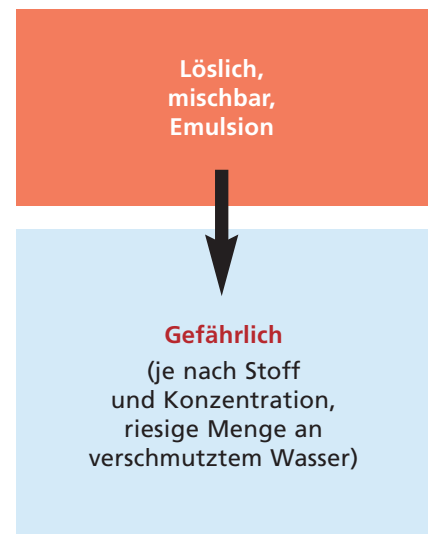 Löslich,
mischbar,
Emulsion
Gefährlich
(je nach Stoff
und Konzentration,
riesige Menge an
verschmutztem Wasser)